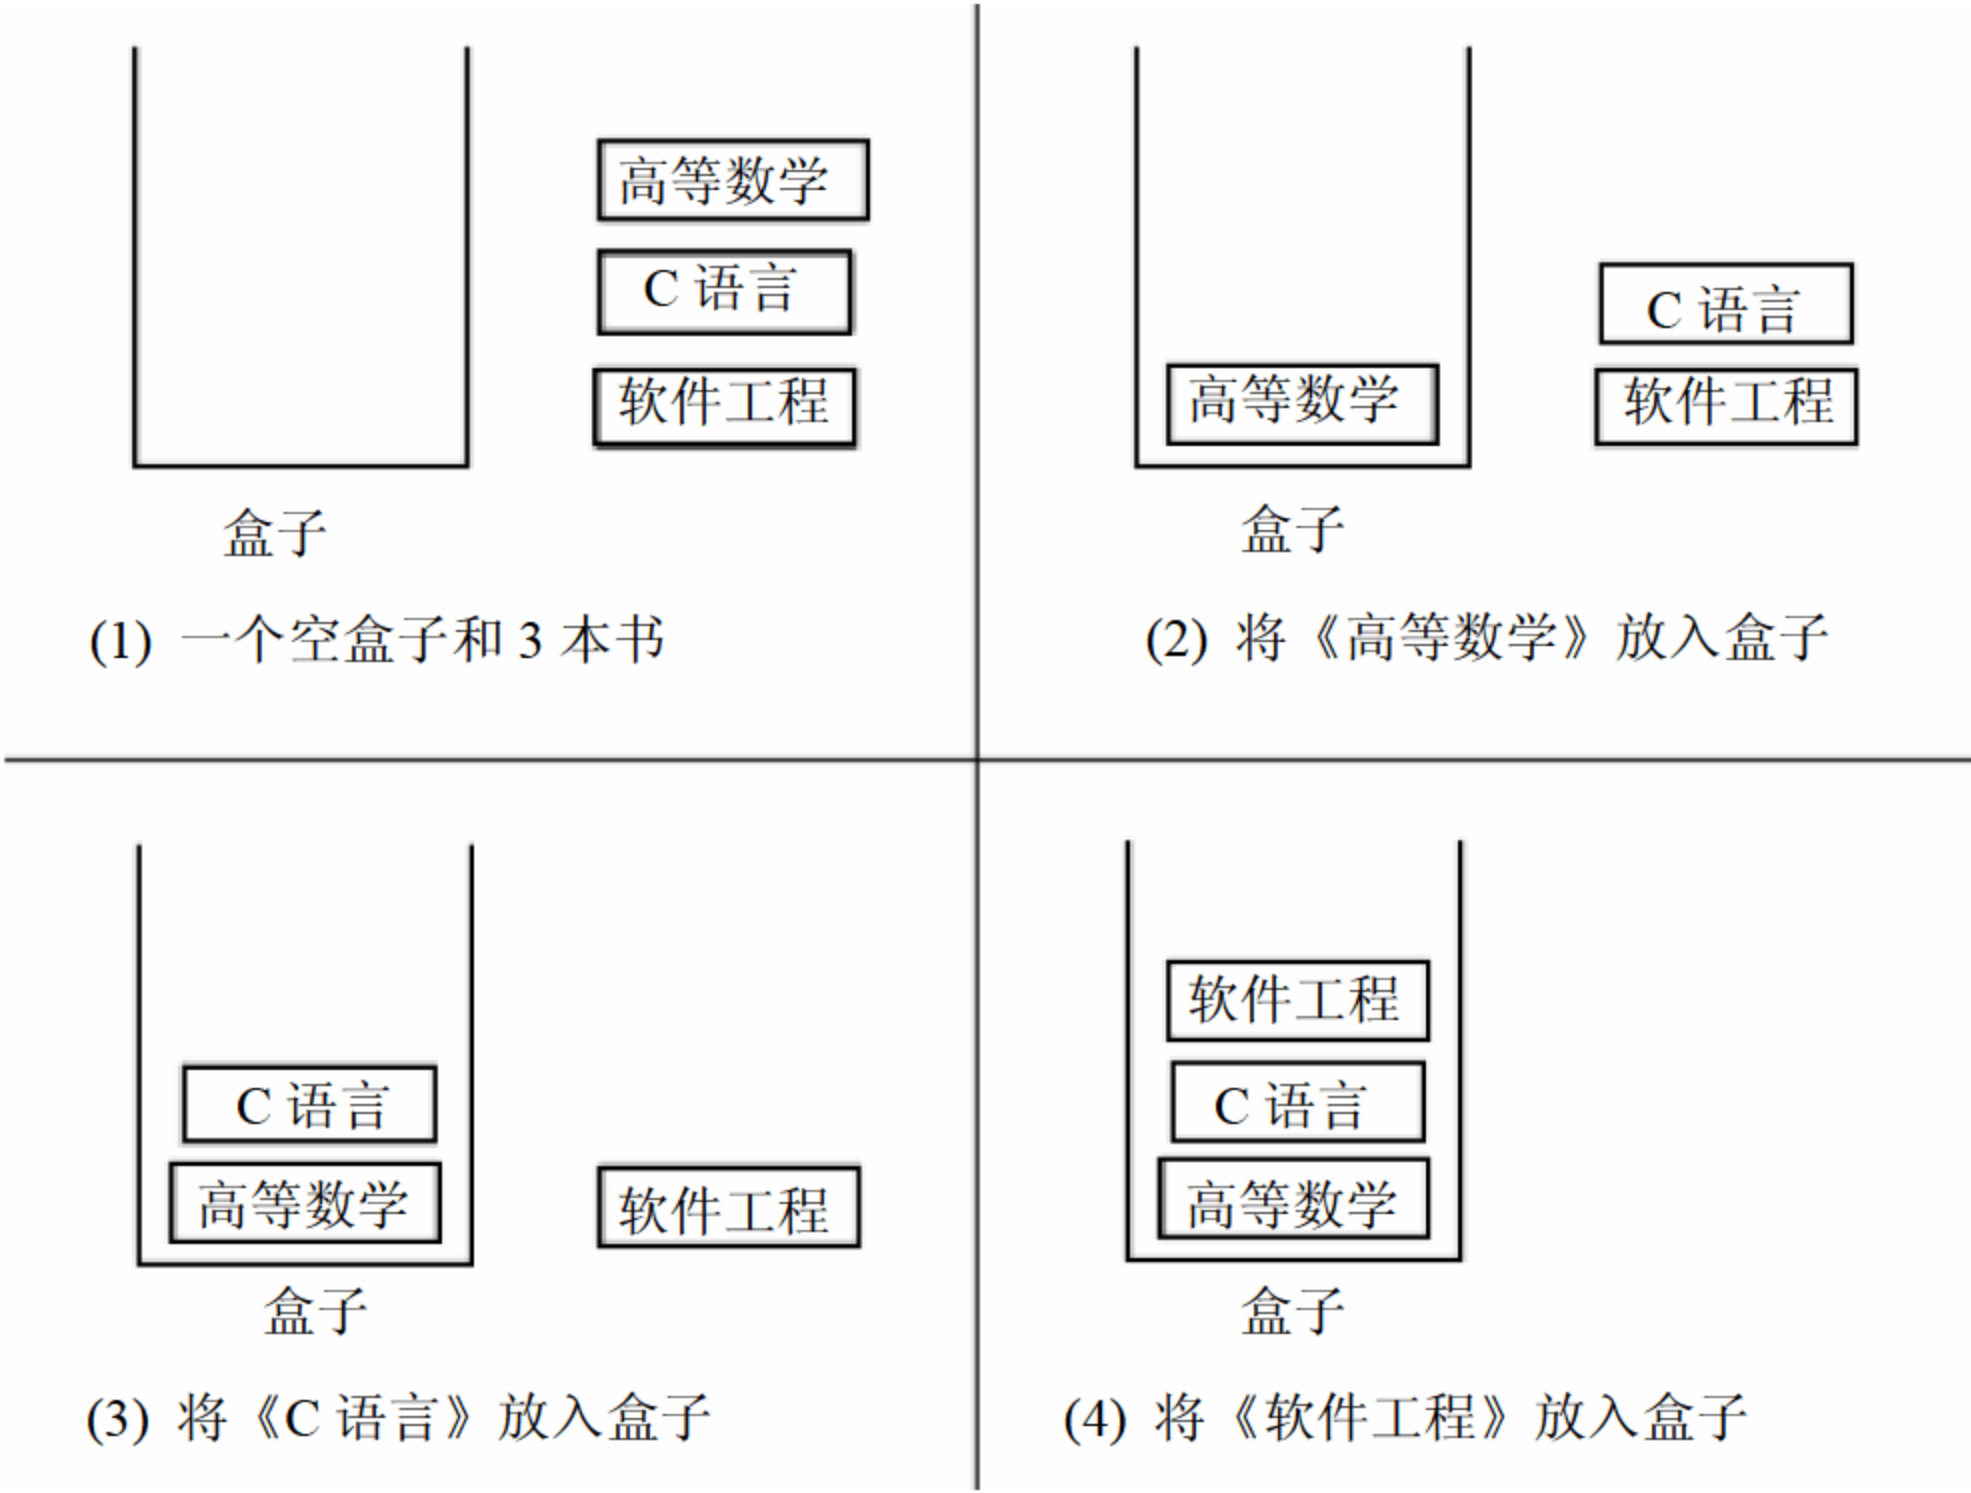 高等数学
C 语言
软件工程
盒子
(1) 一个空盒子和 3 本书
C 语言
高等数学
软件工程
盒子
(2) 将《高等数学》放入盒子
C 语言
高等数学
软件工程
盒子
(3) 将《C 语言》放入盒子
软件工程
C 语言
高等数学
盒子
(4) 将《软件工程》放入盒子